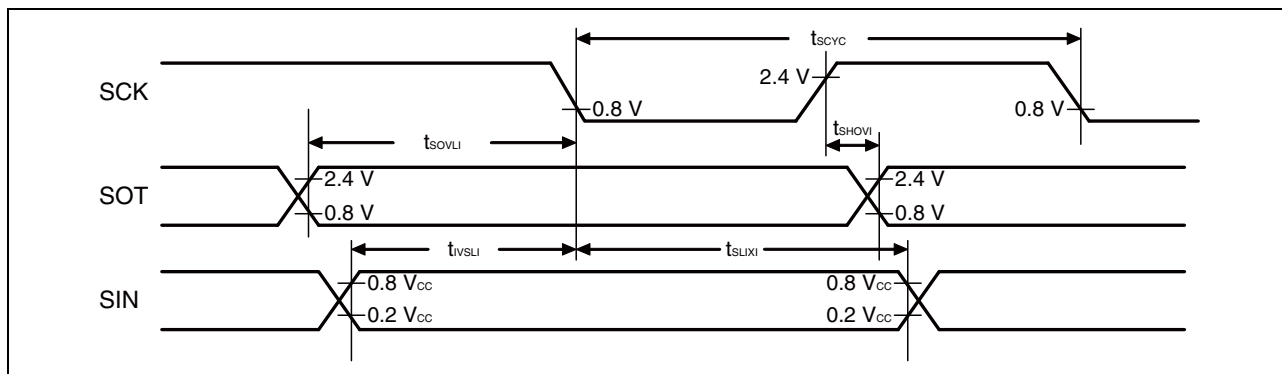 tSCYC
SCK
2.4 V
0.8 V
0.8 V
tSOVLI
tSHOVI
SOT
2.4 V
2.4 V
0.8 V
0.8 V
tIVSLI
tSLIXI
SIN
0.8 VCC
0.8 VCC
0.2 VCC
0.2 VCC